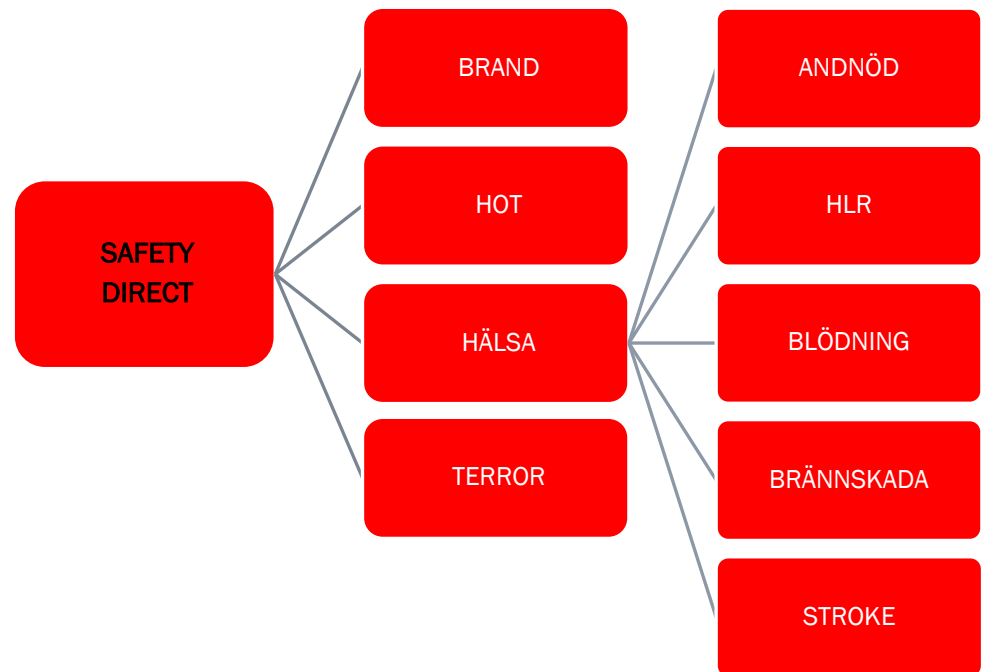 SAFETY
DIRECT
BRAND
HOT
HÄLSA
TERROR
ANDNÖD
HLR
BLÖDNING
BRÄNNSKADA
STROKE